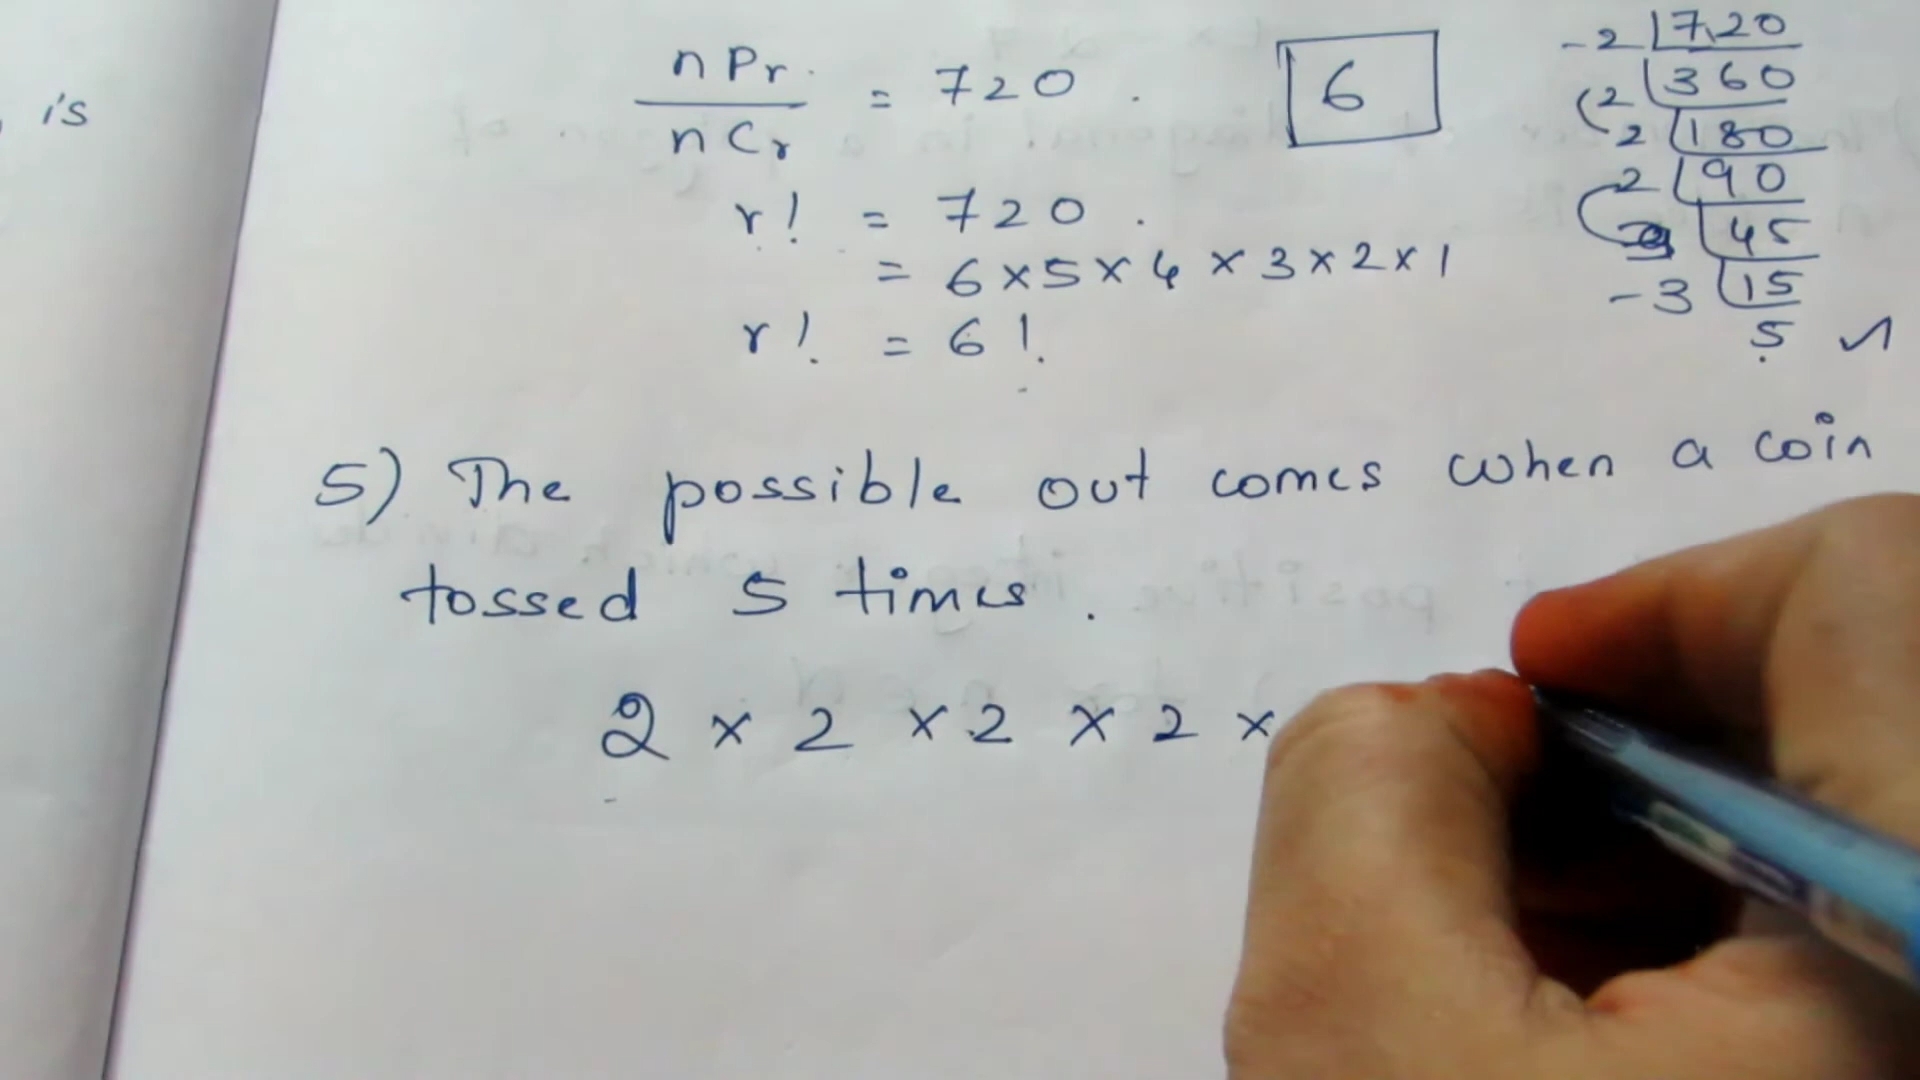 is
nPr
nCr
= 720 .
6
r! = 720 .
= 6 × 5 × 4 × 3 × 2 × 1
r! = 6!
-2 720
2 360
2 180
2 90
45
-3 15
5
5) The possible out comes when a coin
tossed 5 times .
2 × 2 × 2 × 2 ×